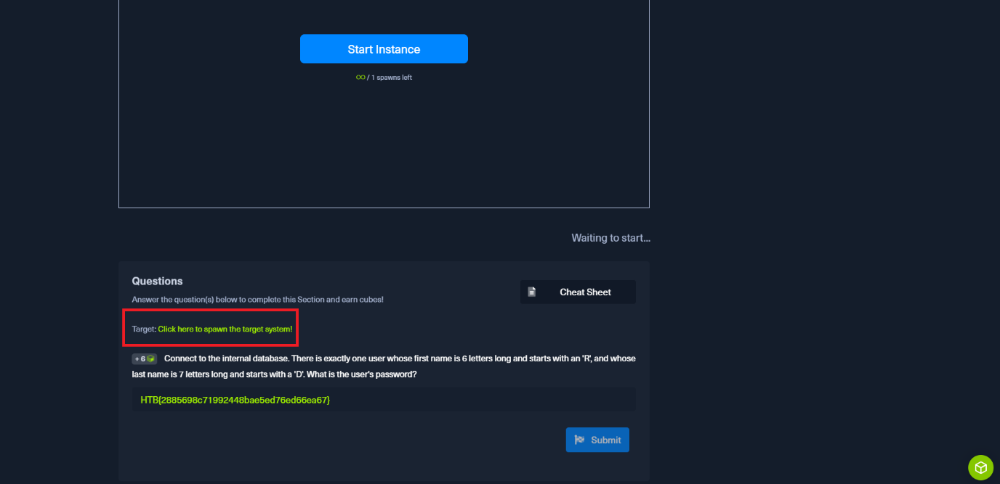 Start Instance
∞ / 1 spawns left
Waiting to start...
Questions
Answer the question(s) below to complete this Section and earn cubes!
Cheat Sheet
Target: Click here to spawn the target system!
+ 6 Connect to the internal database. There is exactly one user whose first name is 6 letters long and starts with an 'R', and whose
last name is 7 letters long and starts with a 'D'. What is the user's password?
HTB{2885698c71992448bae5ed76ed66ea67}
Submit